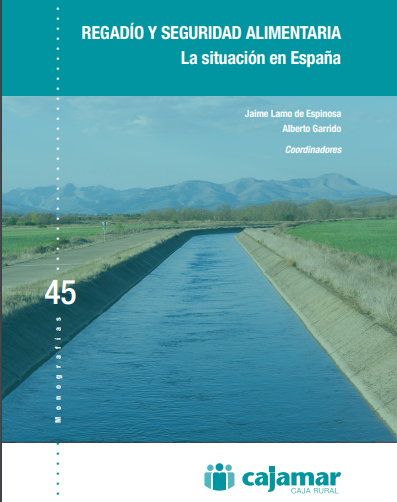 REGADÍO Y SEGURIDAD ALIMENTARIA
La situación en España
Jaime Lamo de Espinosa
Alberto Garrido
Coordinadores
45
Monografías
cajamar
CAJA RURAL